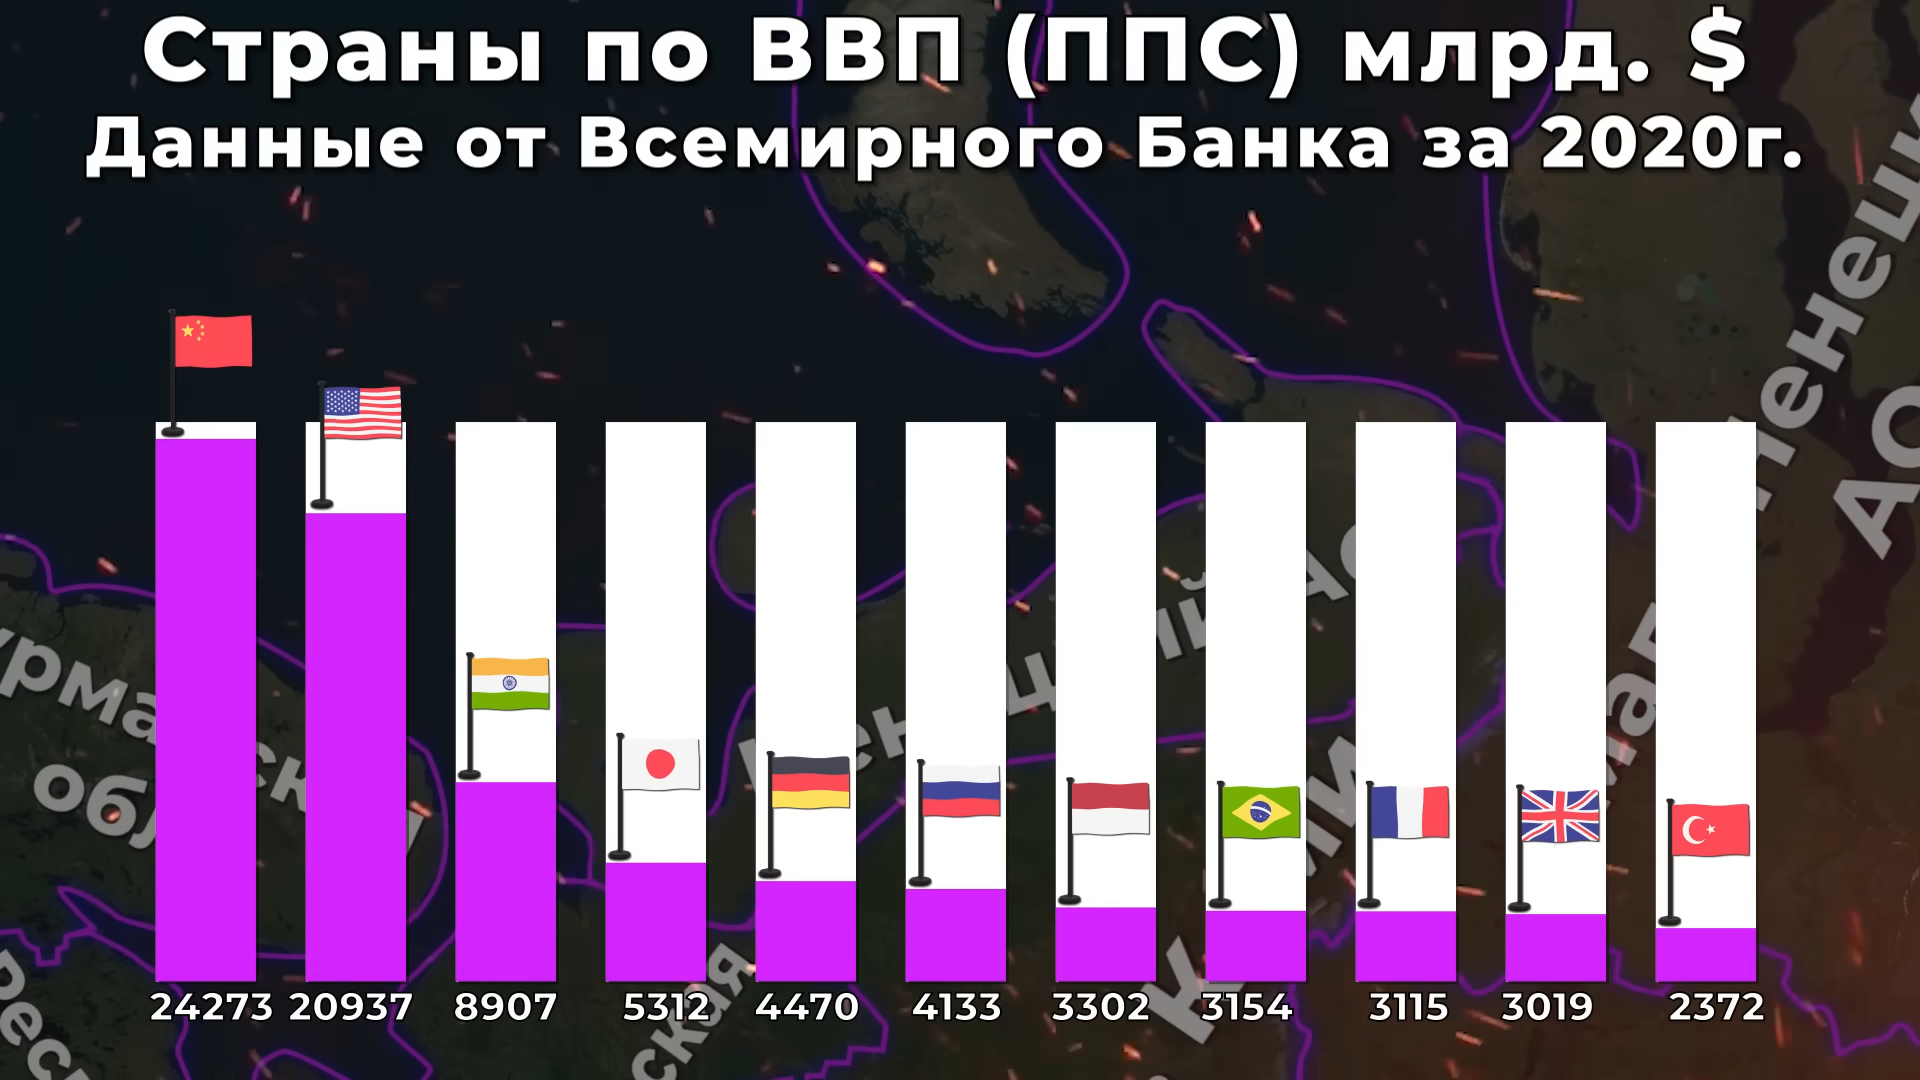 Страны по ВВП (ППС) млрд. $
Данные от Всемирного Банка за 2020г.
24273 20937 8907 5312 4470 4133 3302 3154 3115 3019 2372